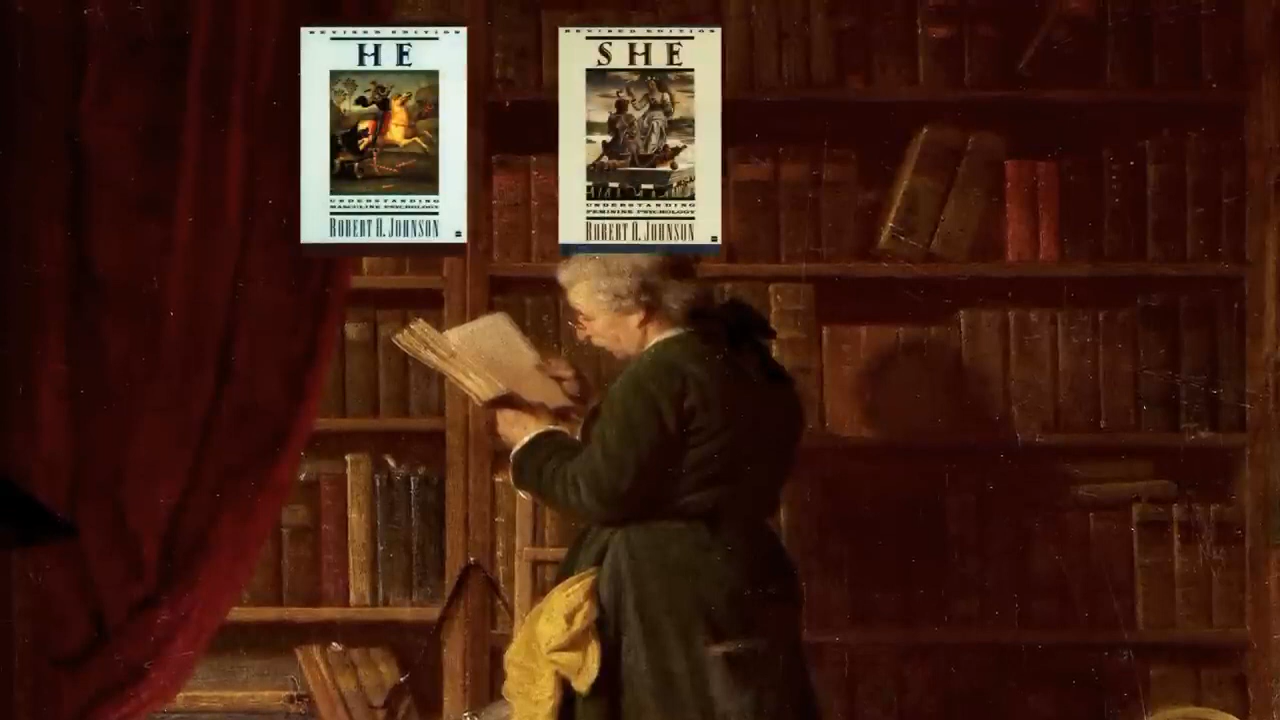 REVISED EDITION
HE
UNDERSTANDING
MASCULINE PSYCHOLOGY
ROBERT A. JOHNSON
REVISED EDITION
SHE
UNDERSTANDING
FEMININE PSYCHOLOGY
ROBERT A. JOHNSON